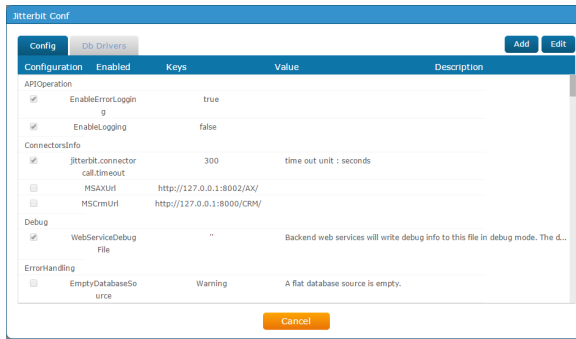 Jitterbit Conf
Config Db Drivers Add Edit
Configuration Enabled Keys Value Description
APIOperation
EnableErrorLoggin true
g
EnableLogging false
ConnectorsInfo
jitterbit.connector 300 time out unit : seconds
call.timeout
MSAXUrl http://127.0.0.1:8002/AX/
MSCrmUrl http://127.0.0.1:8000/CRM/
Debug
WebServiceDebug " Backend web services will write debug info to this file in debug mode. The d...
File
ErrorHandling
EmptyDatabaseSo Warning A flat database source is empty.
urce
Cancel